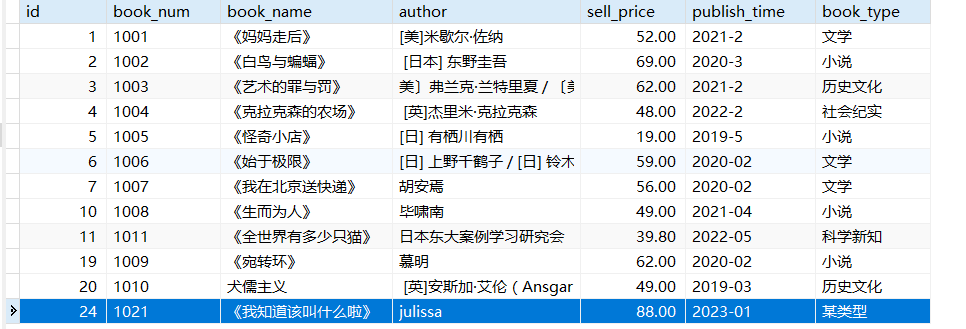 id book_num book_name author sell_price publish_time book_type
1 1001 《妈妈走后》 [美]米歇尔·佐纳 52.00 2021-2 文学
2 1002 《白鸟与蝙蝠》 [日本] 东野圭吾 69.00 2020-3 小说
3 1003 《艺术的罪与罚》 美〕弗兰克·兰特里夏 / 〔美 62.00 2021-2 历史文化
4 1004 《克拉克森的农场》 [英]杰里米·克拉克森 48.00 2022-2 社会纪实
5 1005 《怪奇小店》 [日] 有栖川有栖 19.00 2019-5 小说
6 1006 《始于极限》 [日] 上野千鹤子 / [日] 铃木 59.00 2020-02 文学
7 1007 《我在北京送快递》 胡安焉 56.00 2020-02 文学
10 1008 《生而为人》 毕啸南 49.00 2021-04 小说
11 1011 《全世界有多少只猫》 日本东大案例学习研究会 39.80 2022-05 科学新知
19 1009 《宛转环》 慕明 62.00 2020-02 小说
20 1010 犬儒主义 [英]安斯加·艾伦（Ansgar 49.00 2019-03 历史文化
24 1021 《我知道该叫什么啦》 julissa 88.00 2023-01 某类型